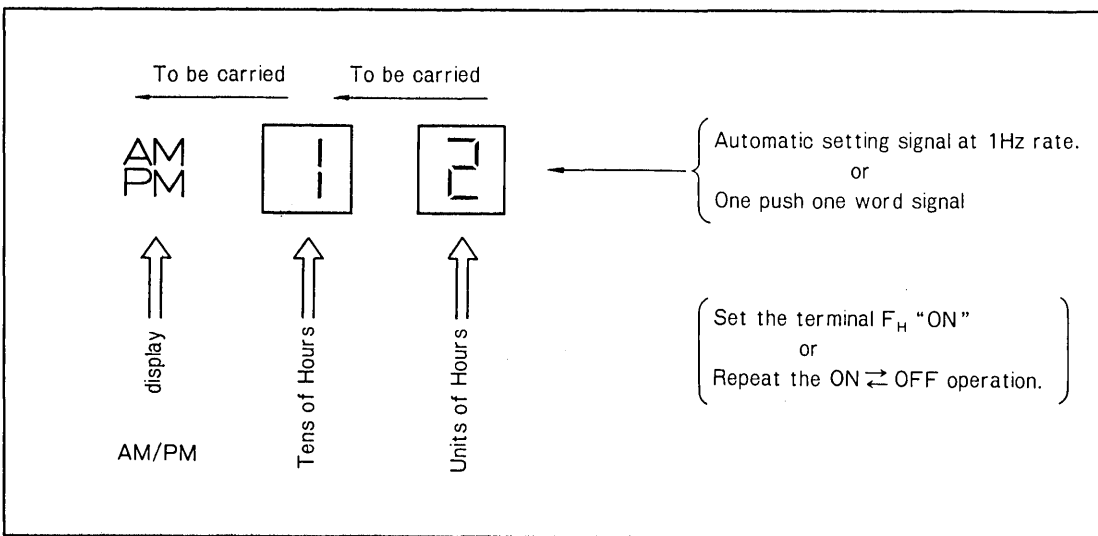 To be carried To be carried
AM
PM
1 2
Automatic setting signal at 1Hz rate.
or
One push one word signal
display
Tens of Hours
Units of Hours
Set the terminal F_H "ON"
or
Repeat the ON ⇄ OFF operation.
AM/PM